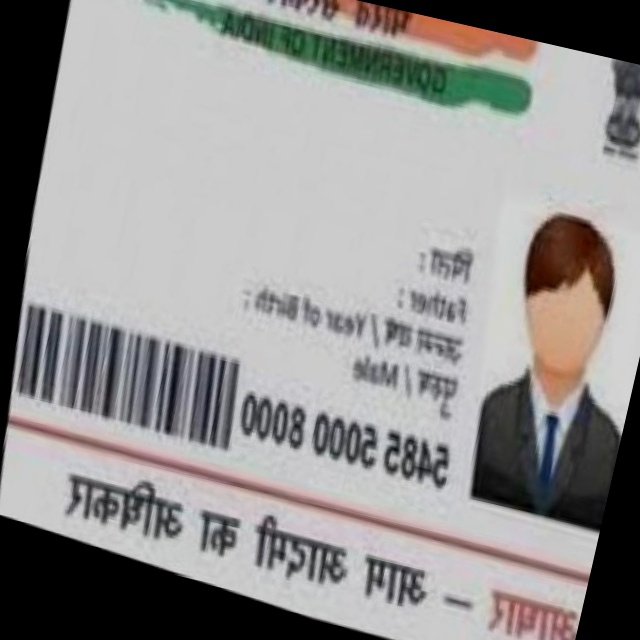 भारत सरकार
GOVERNMENT OF INDIA
पिता :
Father :
जन्म वर्ष / Year of Birth :
पुरुष / Male
5485 5000 8000
आधार – आम आदमी का अधिकार